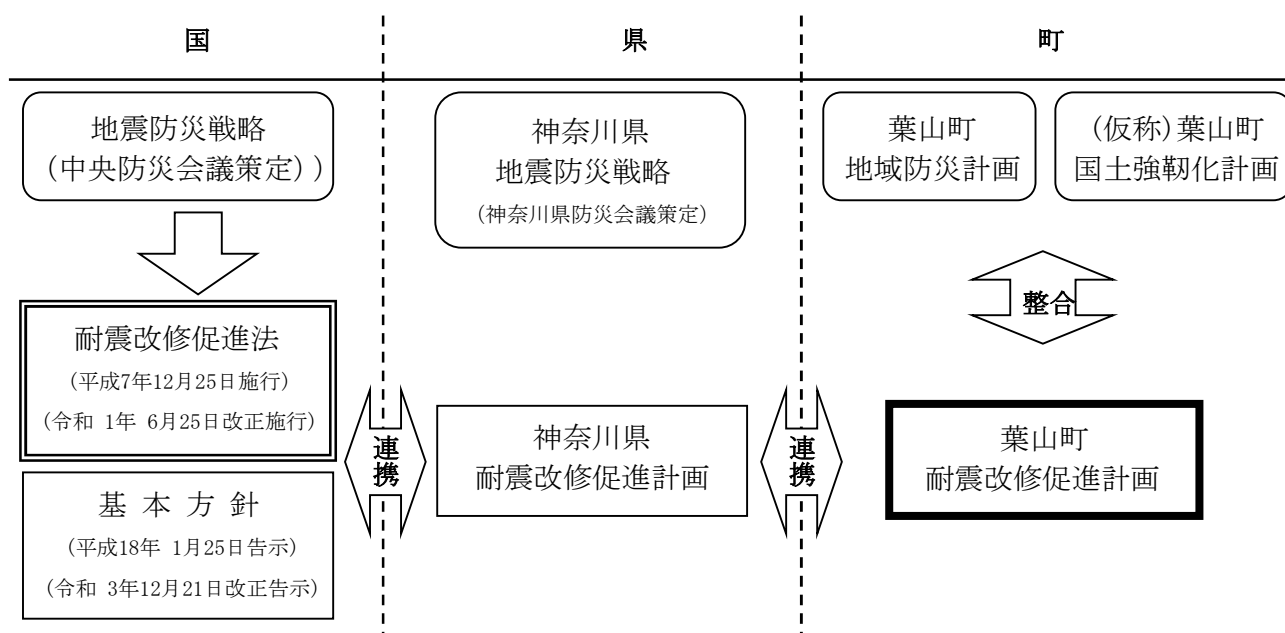 国
県
町
地震防災戦略
(中央防災会議策定))
耐震改修促進法
(平成7年12月25日施行)
(令和 1年 6月25日改正施行)
基 本 方 針
(平成18年 1月25日告示)
(令和 3年12月21日改正告示)
連携
神奈川県
地震防災戦略
(神奈川県防災会議策定)
神奈川県
耐震改修促進計画
連携
葉山町
地域防災計画
(仮称)葉山町
国土強靭化計画
整合
葉山町
耐震改修促進計画